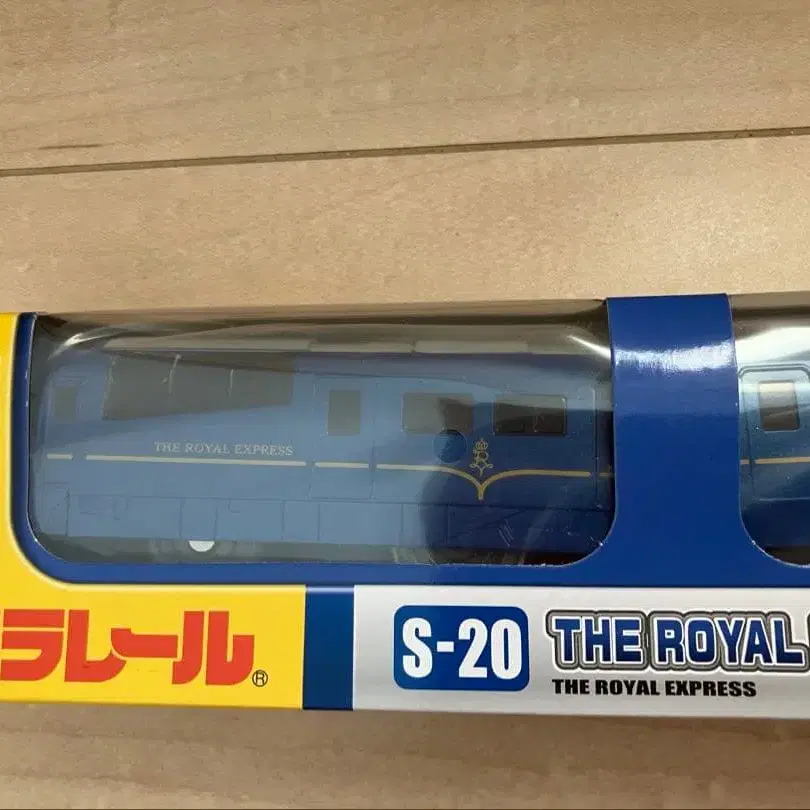 THE ROYAL EXPRESS
ラレール®
S-20
THE ROYAL
THE ROYAL EXPRESS